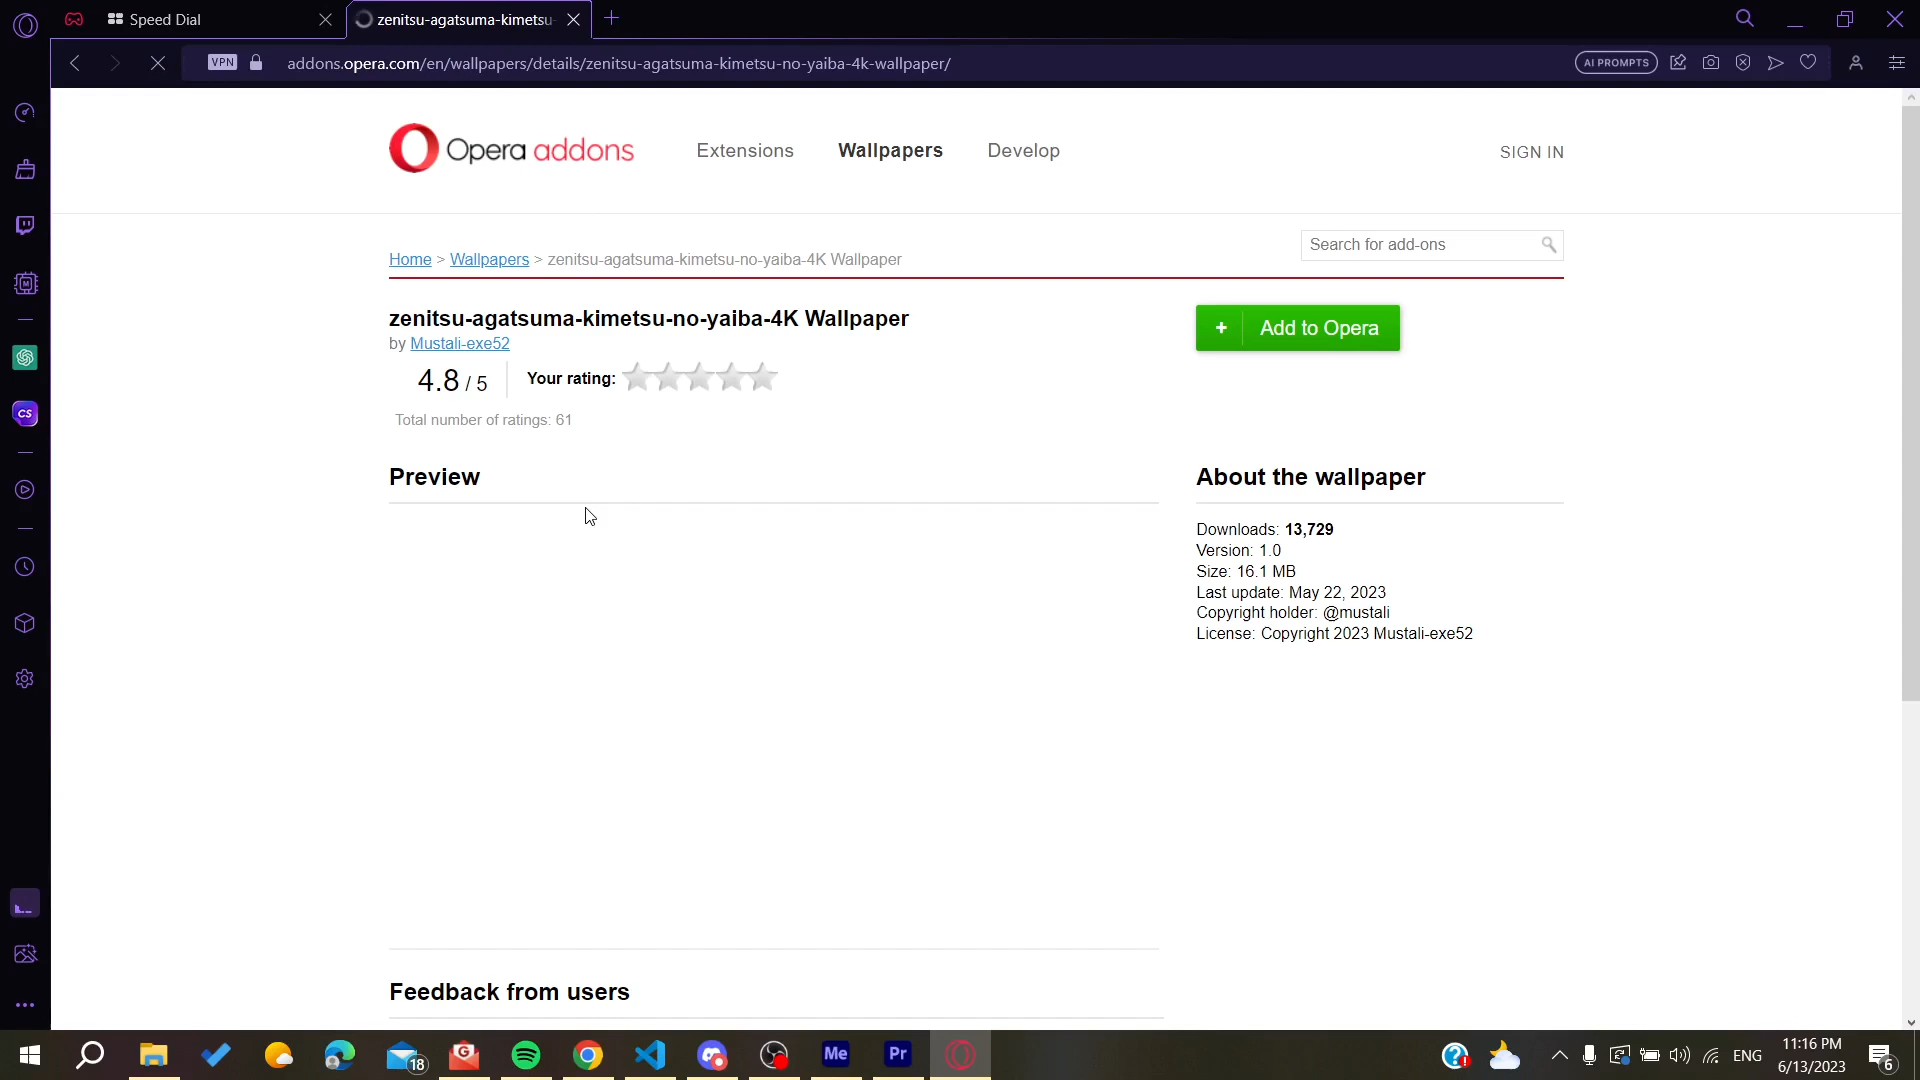 Speed Dial
zenitsu-agatsuma-kimetsu-
VPN
addons.opera.com/en/wallpapers/details/zenitsu-agatsuma-kimetsu-no-yaiba-4k-wallpaper/
AI PROMPTS
Opera addons
Extensions
Wallpapers
Develop
SIGN IN
Home > Wallpapers > zenitsu-agatsuma-kimetsu-no-yaiba-4K Wallpaper
Search for add-ons
zenitsu-agatsuma-kimetsu-no-yaiba-4K Wallpaper
by Mustali-exe52
+ Add to Opera
4.8 / 5
Your rating:
Total number of ratings: 61
Preview
About the wallpaper
Downloads: 13,729
Version: 1.0
Size: 16.1 MB
Last update: May 22, 2023
Copyright holder: @mustali
License: Copyright 2023 Mustali-exe52
Feedback from users
CS
18
G
Me
Pr
ENG
11:16 PM
6/13/2023
6